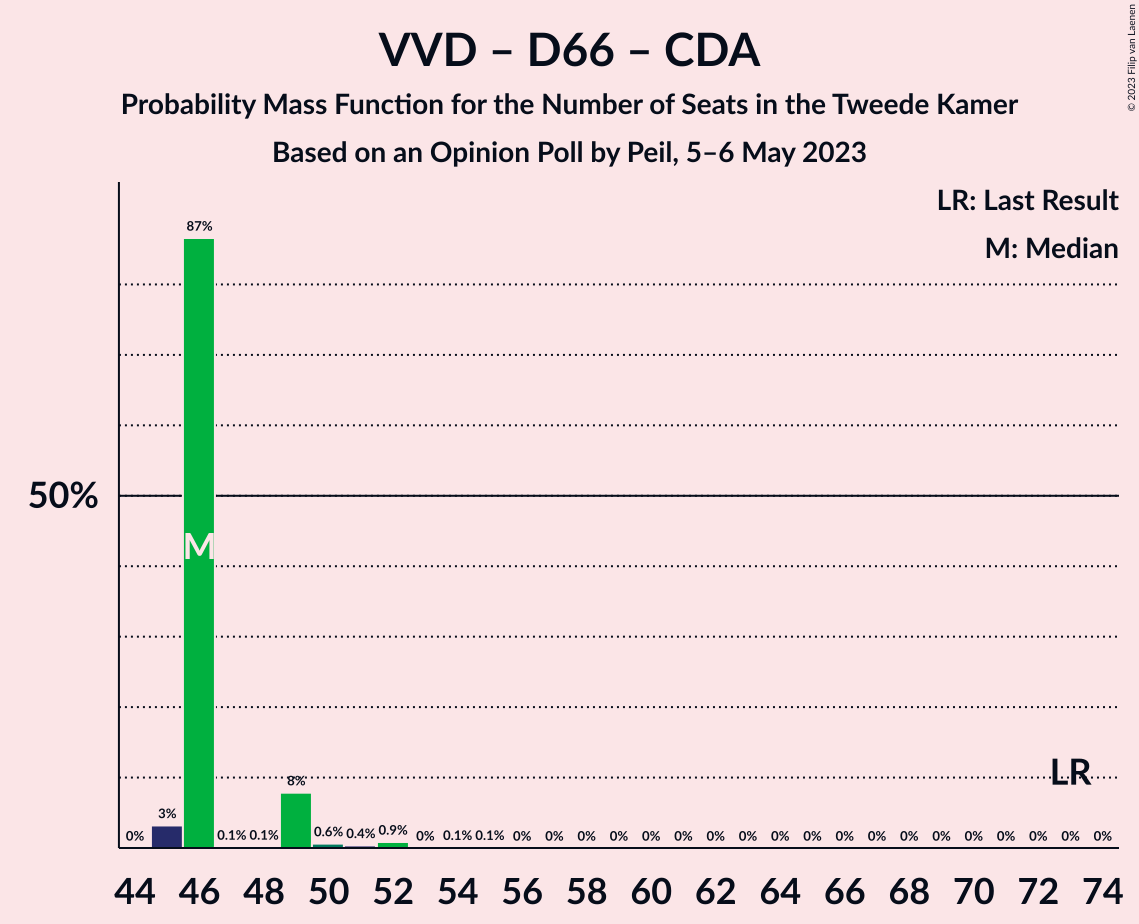 VVD – D66 – CDA
Probability Mass Function for the Number of Seats in the Tweede Kamer
Based on an Opinion Poll by Peil, 5–6 May 2023
© 2023 Filip van Laenen
LR: Last Result
M: Median
87%
50%
M
LR
0% 3% 0.1% 0.1% 8% 0.6% 0.4% 0.9% 0% 0.1% 0.1% 0% 0% 0% 0% 0% 0% 0% 0% 0% 0% 0% 0% 0% 0% 0% 0% 0% 0% 0%
44 46 48 50 52 54 56 58 60 62 64 66 68 70 72 74